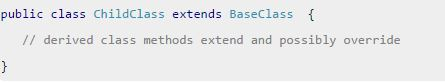 public class ChildClass extends BaseClass {
// derived class methods extend and possibly override
}